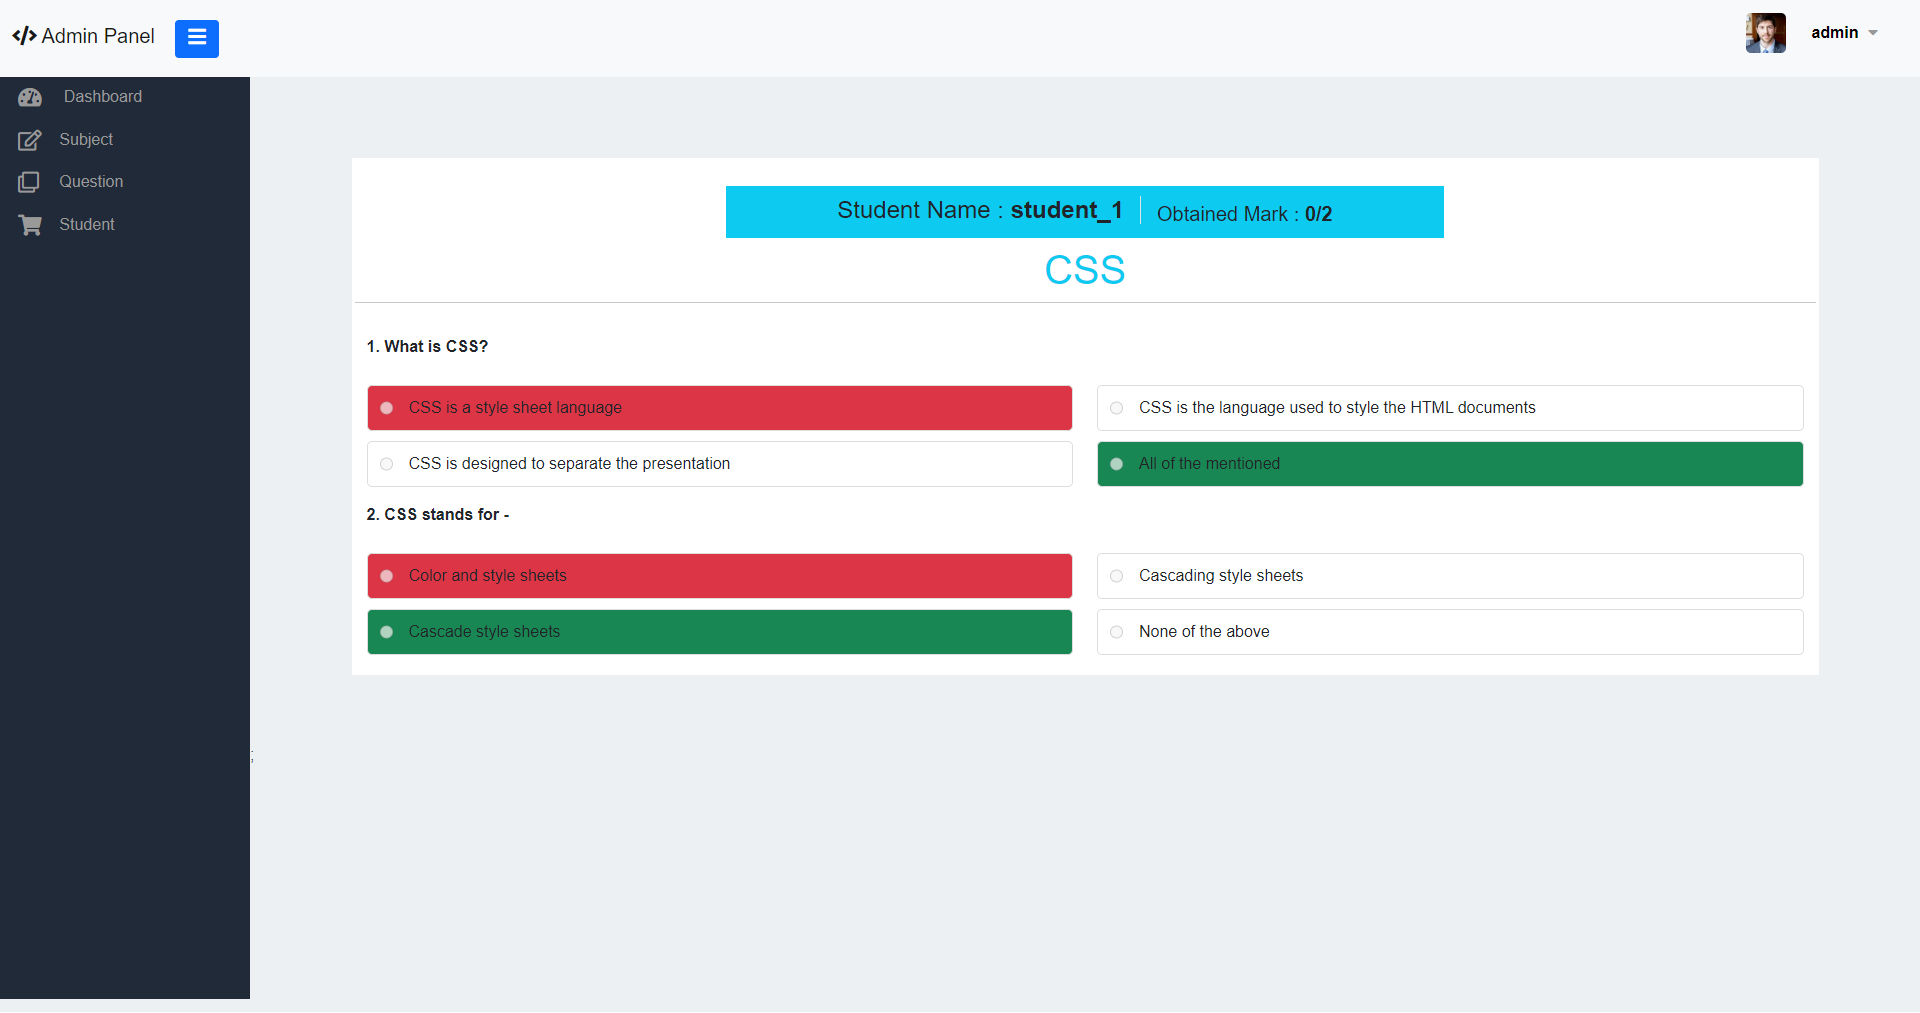 </> Admin Panel
admin
Dashboard
Subject
Question
Student
Student Name : student_1
Obtained Mark : 0/2
CSS
1. What is CSS?
CSS is a style sheet language
CSS is the language used to style the HTML documents
CSS is designed to separate the presentation
All of the mentioned
2. CSS stands for -
Color and style sheets
Cascading style sheets
Cascade style sheets
None of the above
;